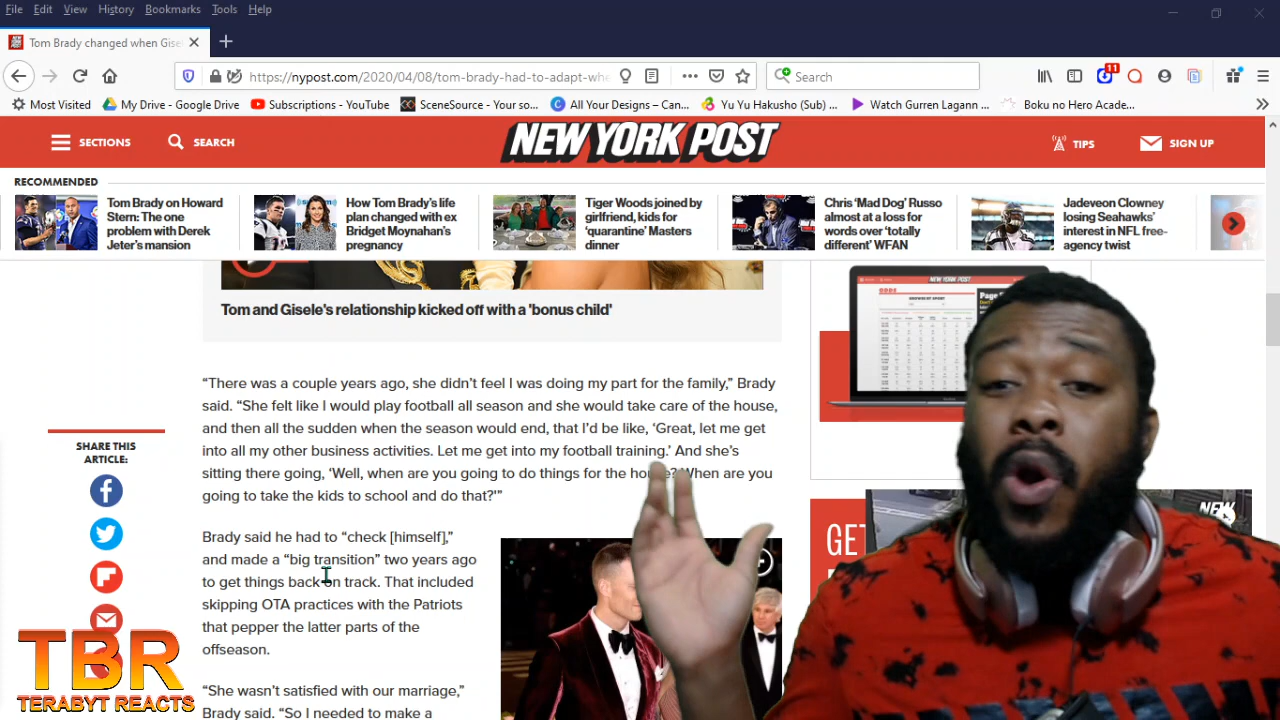 File Edit View History Bookmarks Tools Help
Tom Brady changed when Gise
https://nypost.com/2020/04/08/tom-brady-had-to-adapt-whe
Search
11
Most Visited My Drive - Google Drive Subscriptions - YouTube SceneSource - Your so... All Your Designs – Can... Yu Yu Hakusho (Sub) ... Watch Gurren Lagann ... Boku no Hero Acade...
SECTIONS SEARCH NEW YORK POST TIPS SIGN UP
RECOMMENDED
Tom Brady on Howard
Stern: The one
problem with Derek
Jeter's mansion
How Tom Brady's life
plan changed with ex
Bridget Moynahan's
pregnancy
Tiger Woods joined by
girlfriend, kids for
'quarantine' Masters
dinner
Chris 'Mad Dog' Russo
almost at a loss for
words over 'totally
different' WFAN
Jadeveon Clowney
losing Seahawks'
interest in NFL free-
agency twist
Tom and Gisele's relationship kicked off with a 'bonus child'
“There was a couple years ago, she didn't feel I was doing my part for the family,” Brady
said. “She felt like I would play football all season and she would take care of the house,
and then all the sudden when the season would end, that I'd be like, ‘Great, let me get
into all my other business activities. Let me get into my football training.’ And she's
sitting there going, ‘Well, when are you going to do things for the house? When are you
going to take the kids to school and do that?’”
Brady said he had to “check [himself],”
and made a “big transition” two years ago
to get things back on track. That included
skipping OTA practices with the Patriots
that pepper the latter parts of the
offseason.
“She wasn't satisfied with our marriage,”
Brady said. “So I needed to make a
SHARE THIS
ARTICLE:
GET
NEW
TBR
TERABYT REACTS